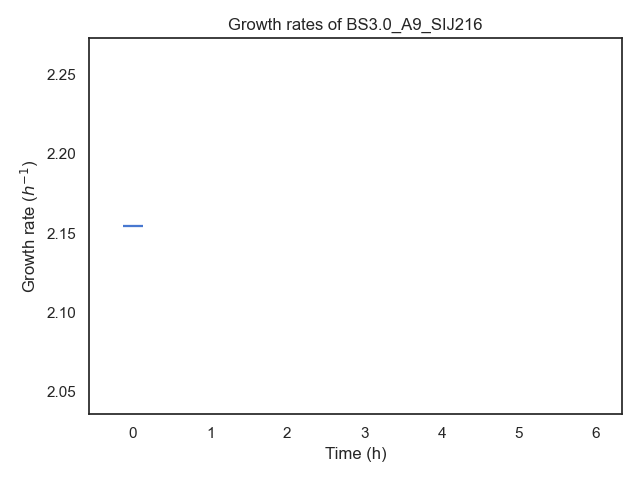 Growth rates of BS3.0_A9_SIJ216
Growth rate (h⁻¹)
2.25
2.20
2.15
2.10
2.05
0 1 2 3 4 5 6
Time (h)